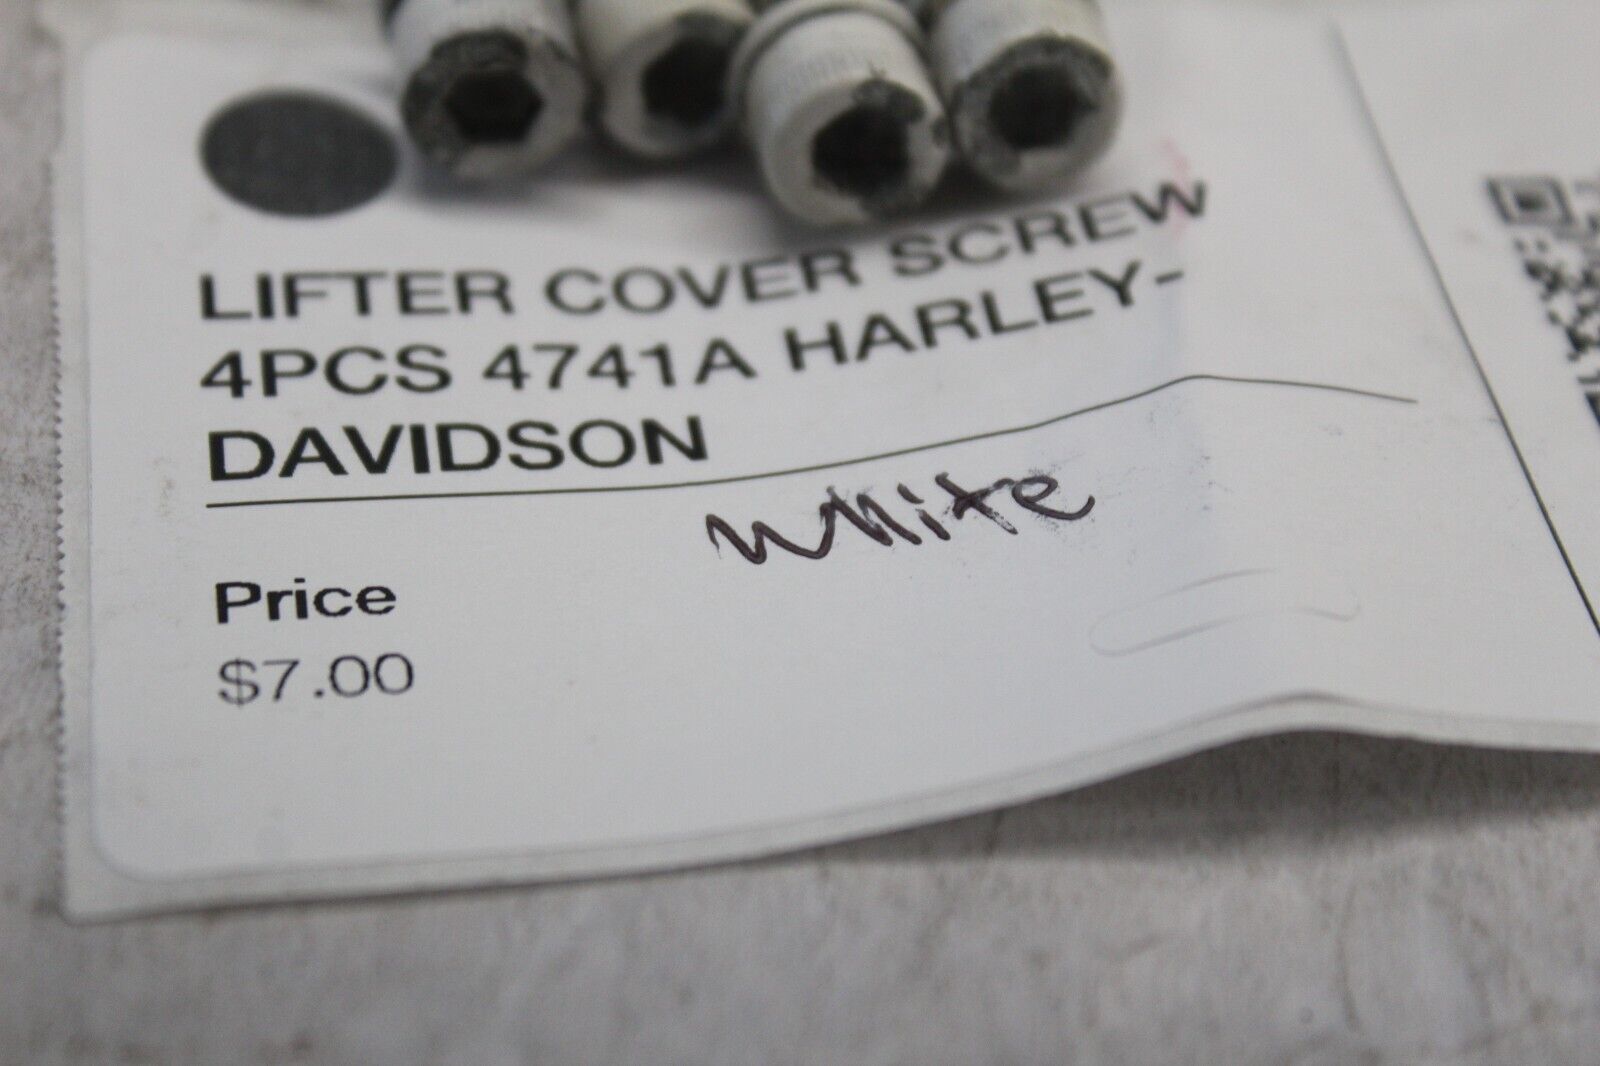 LIFTER COVER SCREW
4PCS 4741A HARLEY-
DAVIDSON
White
Price
$7.00